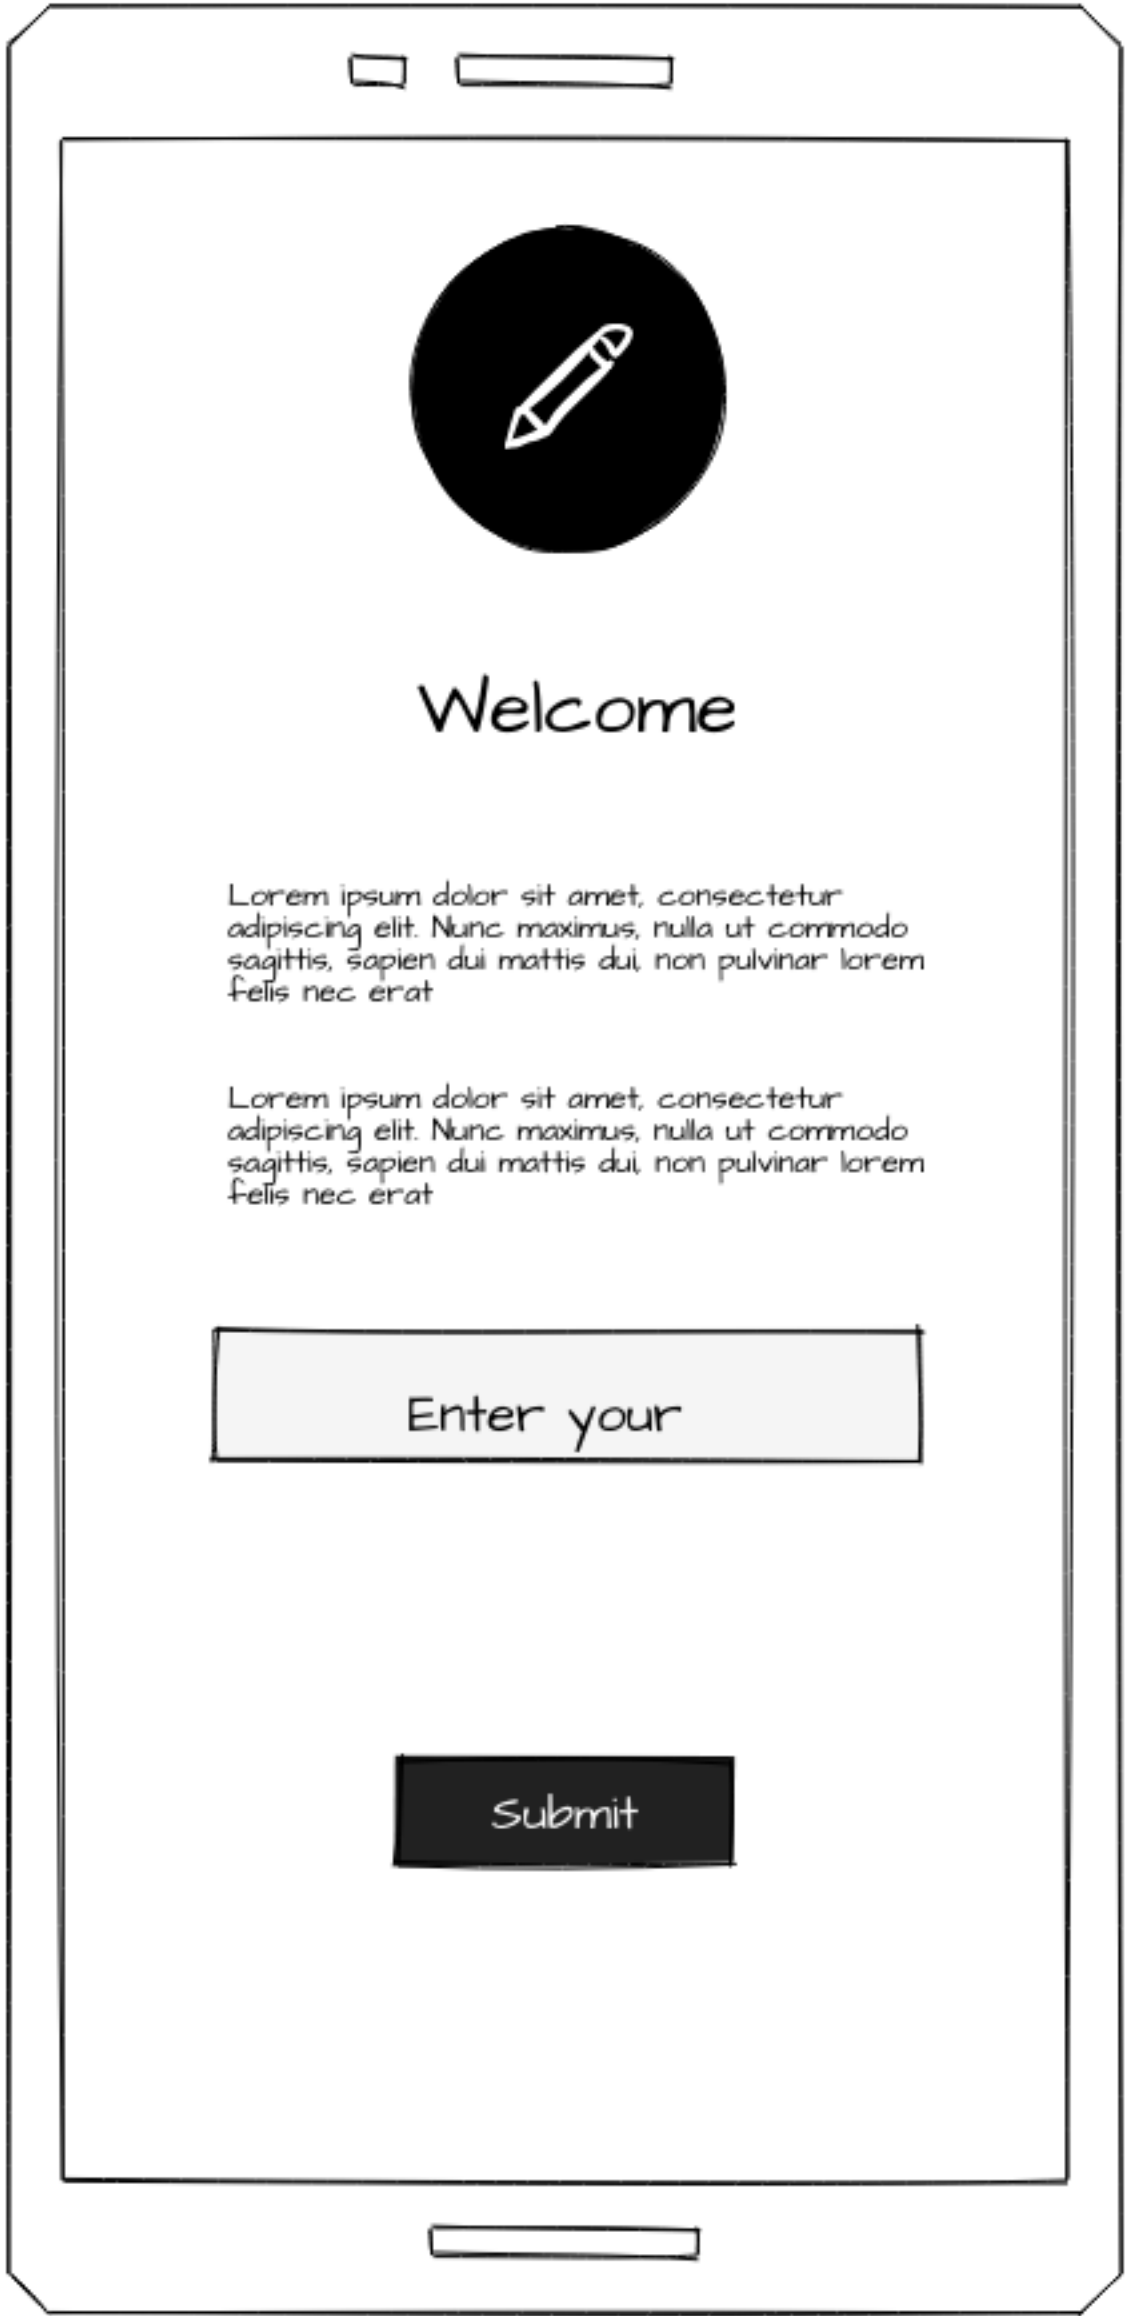 Welcome
Lorem ipsum dolor sit amet, consectetur
adipiscing elit. Nunc maximus, nulla ut commodo
sagittis, sapien dui mattis dui, non pulvinar lorem
felis nec erat
Lorem ipsum dolor sit amet, consectetur
adipiscing elit. Nunc maximus, nulla ut commodo
sagittis, sapien dui mattis dui, non pulvinar lorem
felis nec erat
Enter your
Submit